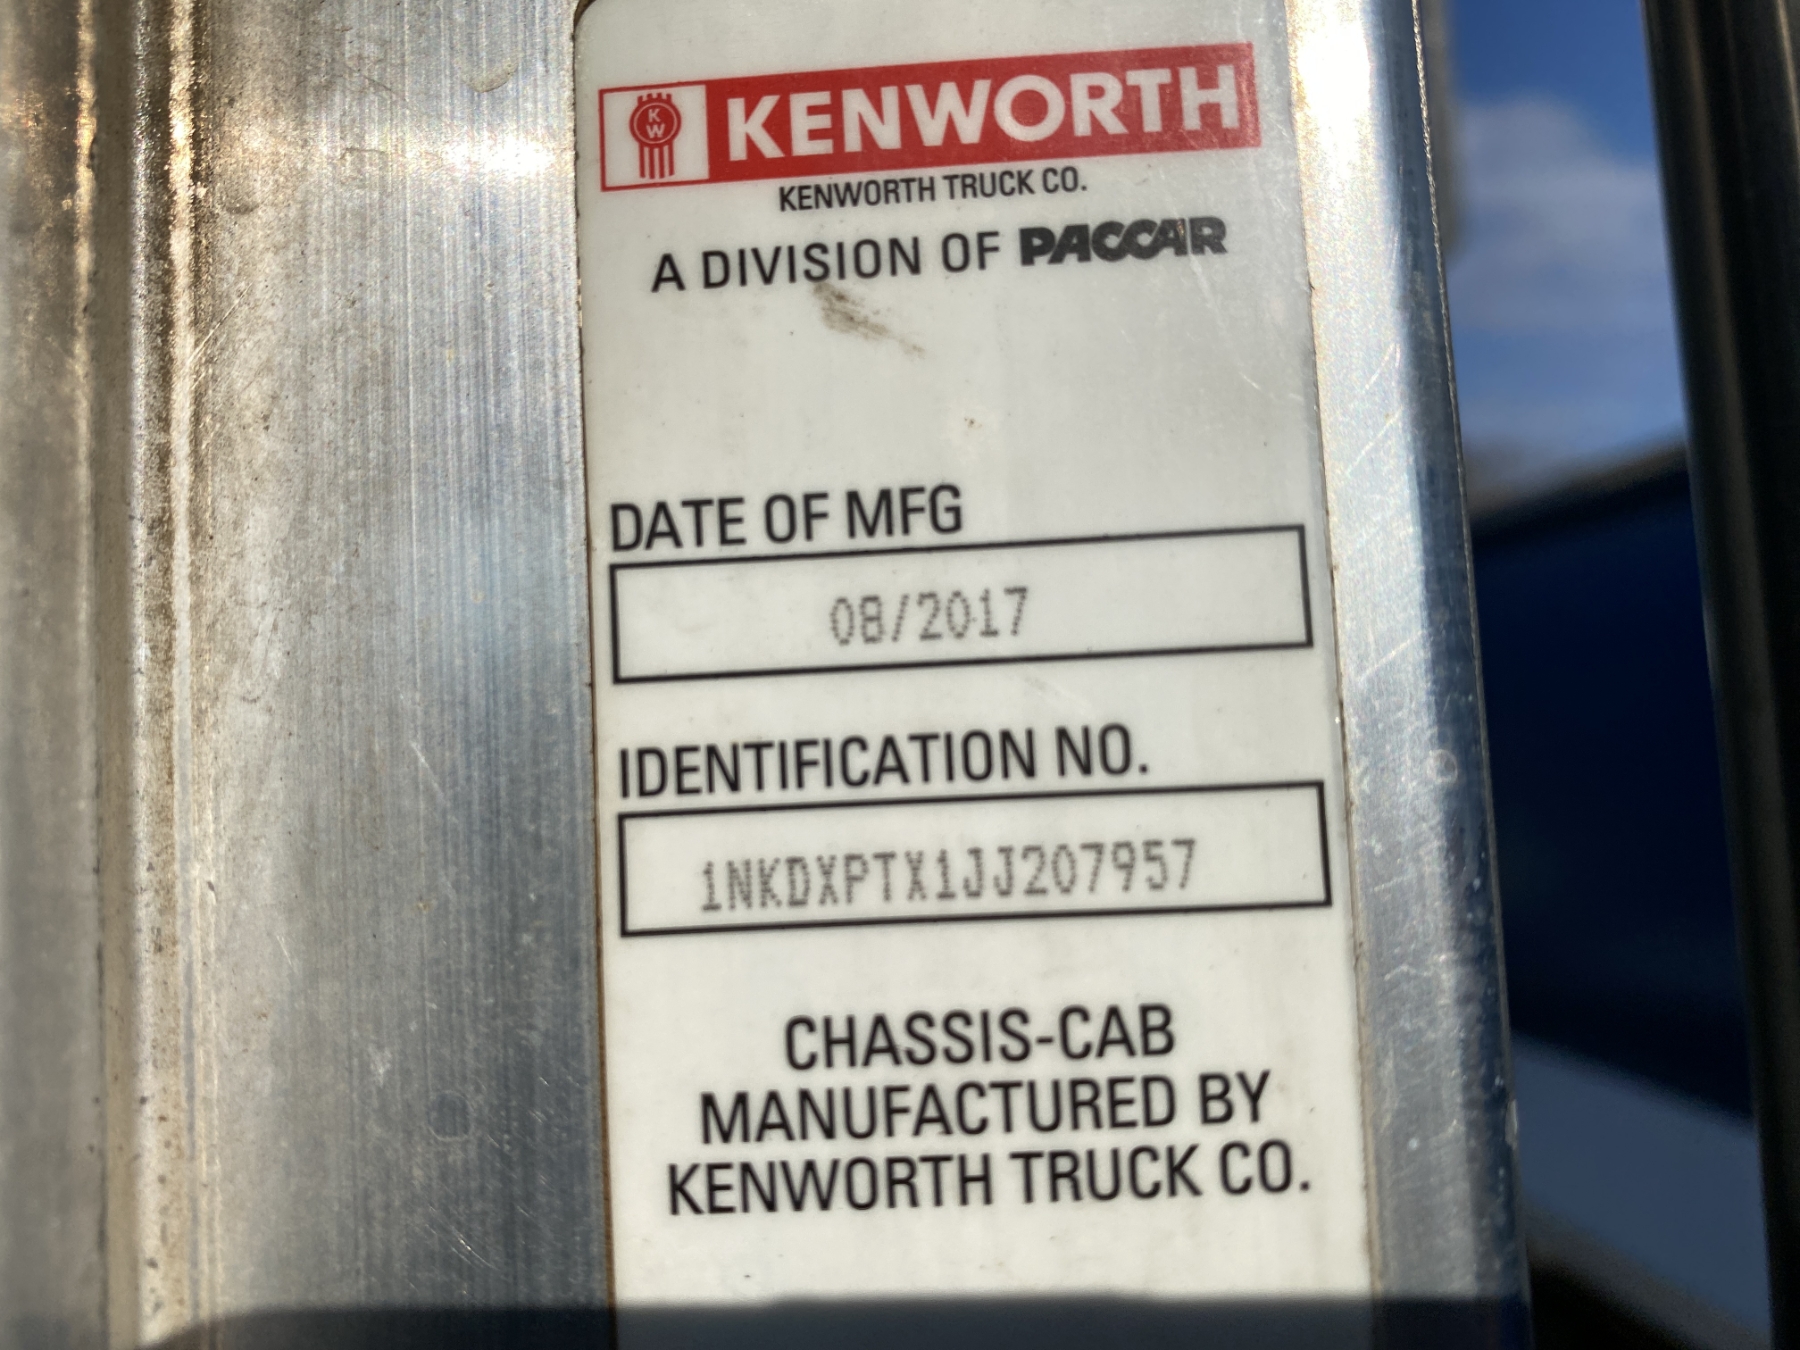 KW
KENWORTH
KENWORTH TRUCK CO.
A DIVISION OF PACCAR
DATE OF MFG
08/2017
IDENTIFICATION NO.
1NKDXPTX1JJ207957
CHASSIS-CAB
MANUFACTURED BY
KENWORTH TRUCK CO.